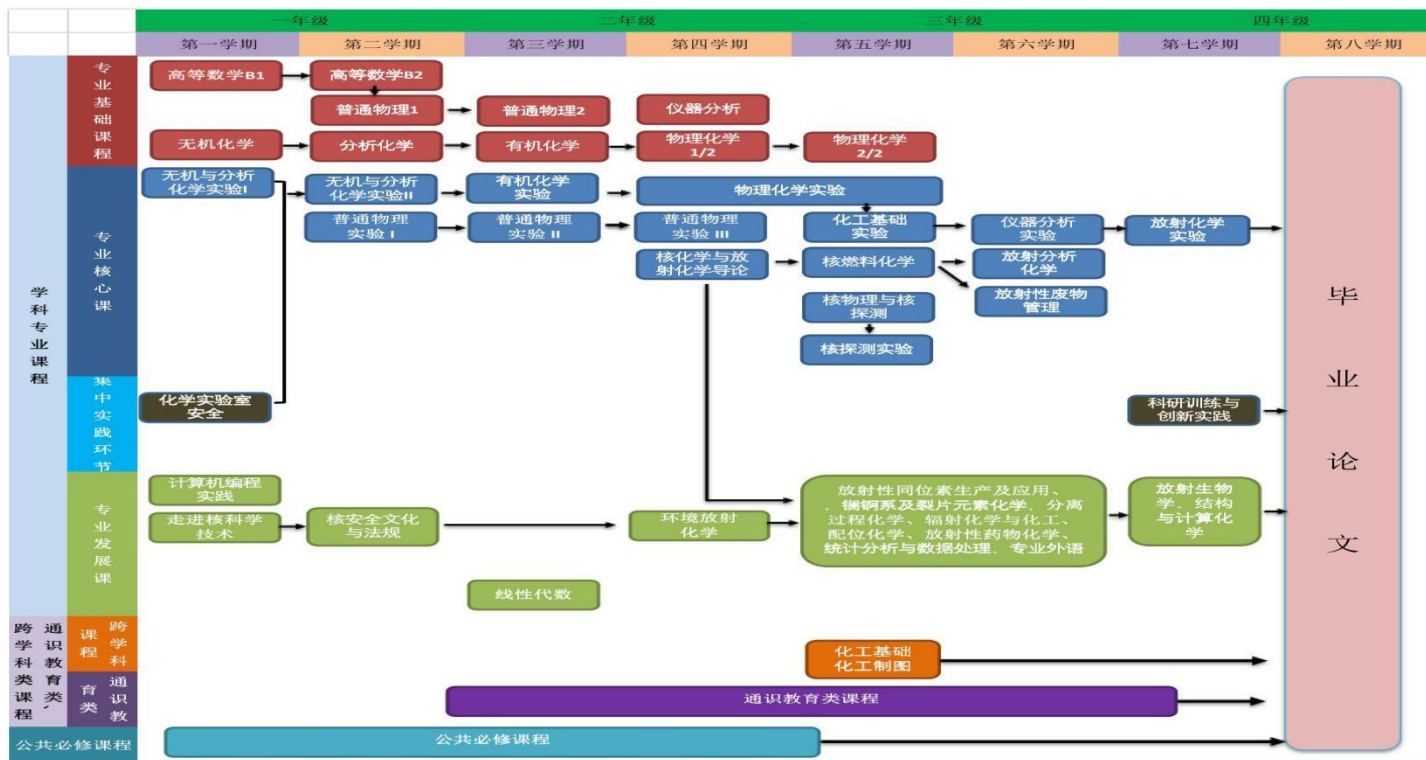 一年级
二年级
三年级
四年级
第一学期
第二学期
第三学期
第四学期
第五学期
第六学期
第七学期
第八学期
学科专业课程
专业基础课程
高等数学B1
高等数学B2
普通物理1
普通物理2
仪器分析
无机化学
分析化学
有机化学
物理化学
1/2
物理化学
2/2
专业核心课
无机与分析
化学实验I
无机与分析
化学实验II
有机化学
实验
物理化学实验
普通物理
实验 I
普通物理
实验 II
普通物理
实验 III
化工基础
实验
仪器分析
实验
放射化学
实验
核化学与放
射化学导论
核燃料化学
放射分析
化学
核物理与核
探测
放射性废物
管理
核探测实验
集中实践环节
化学实验室
安全
科研训练与
创新实践
专业发展课
计算机编程
实践
走进核科学
技术
核安全文化
与法规
环境放射
化学
放射性同位素生产及应用、
、镧锕系及裂片元素化学、分离
过程化学、辐射化学与化工、
配位化学、放射性药物化学、
统计分析与数据处理、专业外语
放射生物
学、结构
与计算化
学
线性代数
毕业论文
通识教育类、
跨学科类课程
跨学科
课程
化工基础
化工制图
通识教
育类
通识教育类课程
公共必修课程
公共必修课程